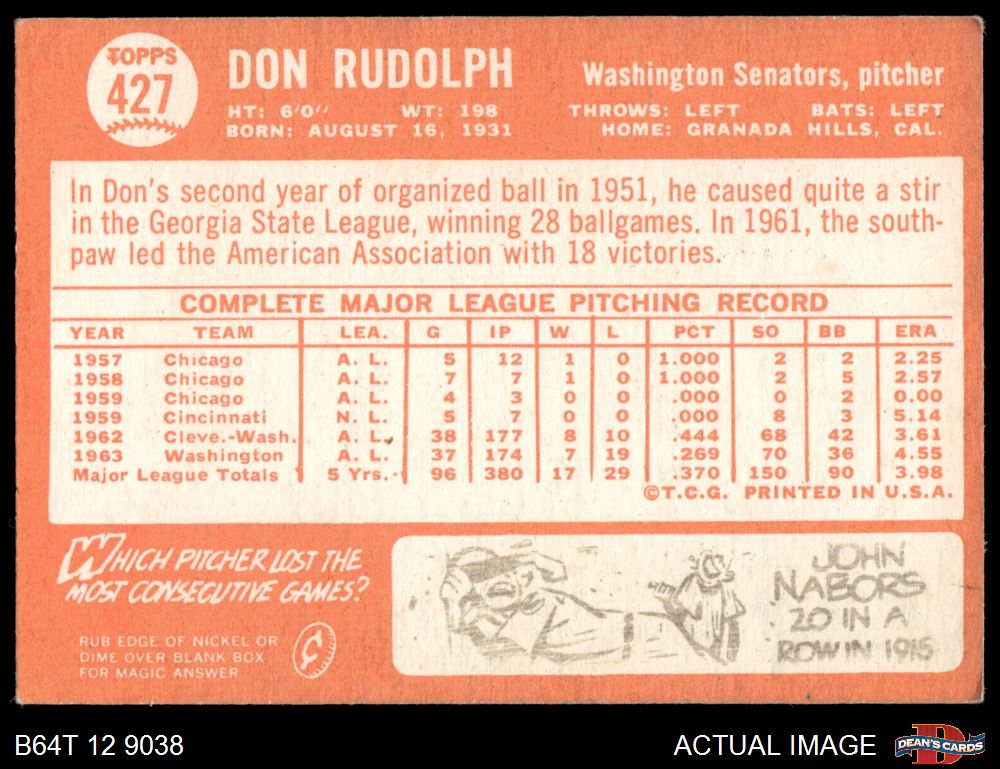 TOPPS
427
DON RUDOLPH
Washington Senators, pitcher
HT: 6'0" WT: 198
THROWS: LEFT BATS: LEFT
BORN: AUGUST 16, 1931
HOME: GRANADA HILLS, CAL.
In Don's second year of organized ball in 1951, he caused quite a stir
in the Georgia State League, winning 28 ballgames. In 1961, the south-
paw led the American Association with 18 victories.
COMPLETE MAJOR LEAGUE PITCHING RECORD
YEAR TEAM LEA. G IP W L PCT SO BB ERA
1957 Chicago A. L. 5 12 1 0 1.000 2 2 2.25
1958 Chicago A. L. 7 7 1 0 1.000 2 5 2.57
1959 Chicago A. L. 4 3 0 0 .000 0 2 0.00
1959 Cincinnati N. L. 5 7 0 0 .000 8 3 5.14
1962 Cleve.-Wash. A. L. 38 177 8 10 .444 68 42 3.61
1963 Washington A. L. 37 174 7 19 .269 70 36 4.55
Major League Totals 5 Yrs. 96 380 17 29 .370 150 90 3.98
©T.C.G. PRINTED IN U.S.A.
WHICH PITCHER LOST THE
MOST CONSECUTIVE GAMES?
RUB EDGE OF NICKEL OR
DIME OVER BLANK BOX
FOR MAGIC ANSWER
JOHN
NABORS
20 IN A
ROW IN 1916
B64T 12 9038
ACTUAL IMAGE
DEAN'S CARDS